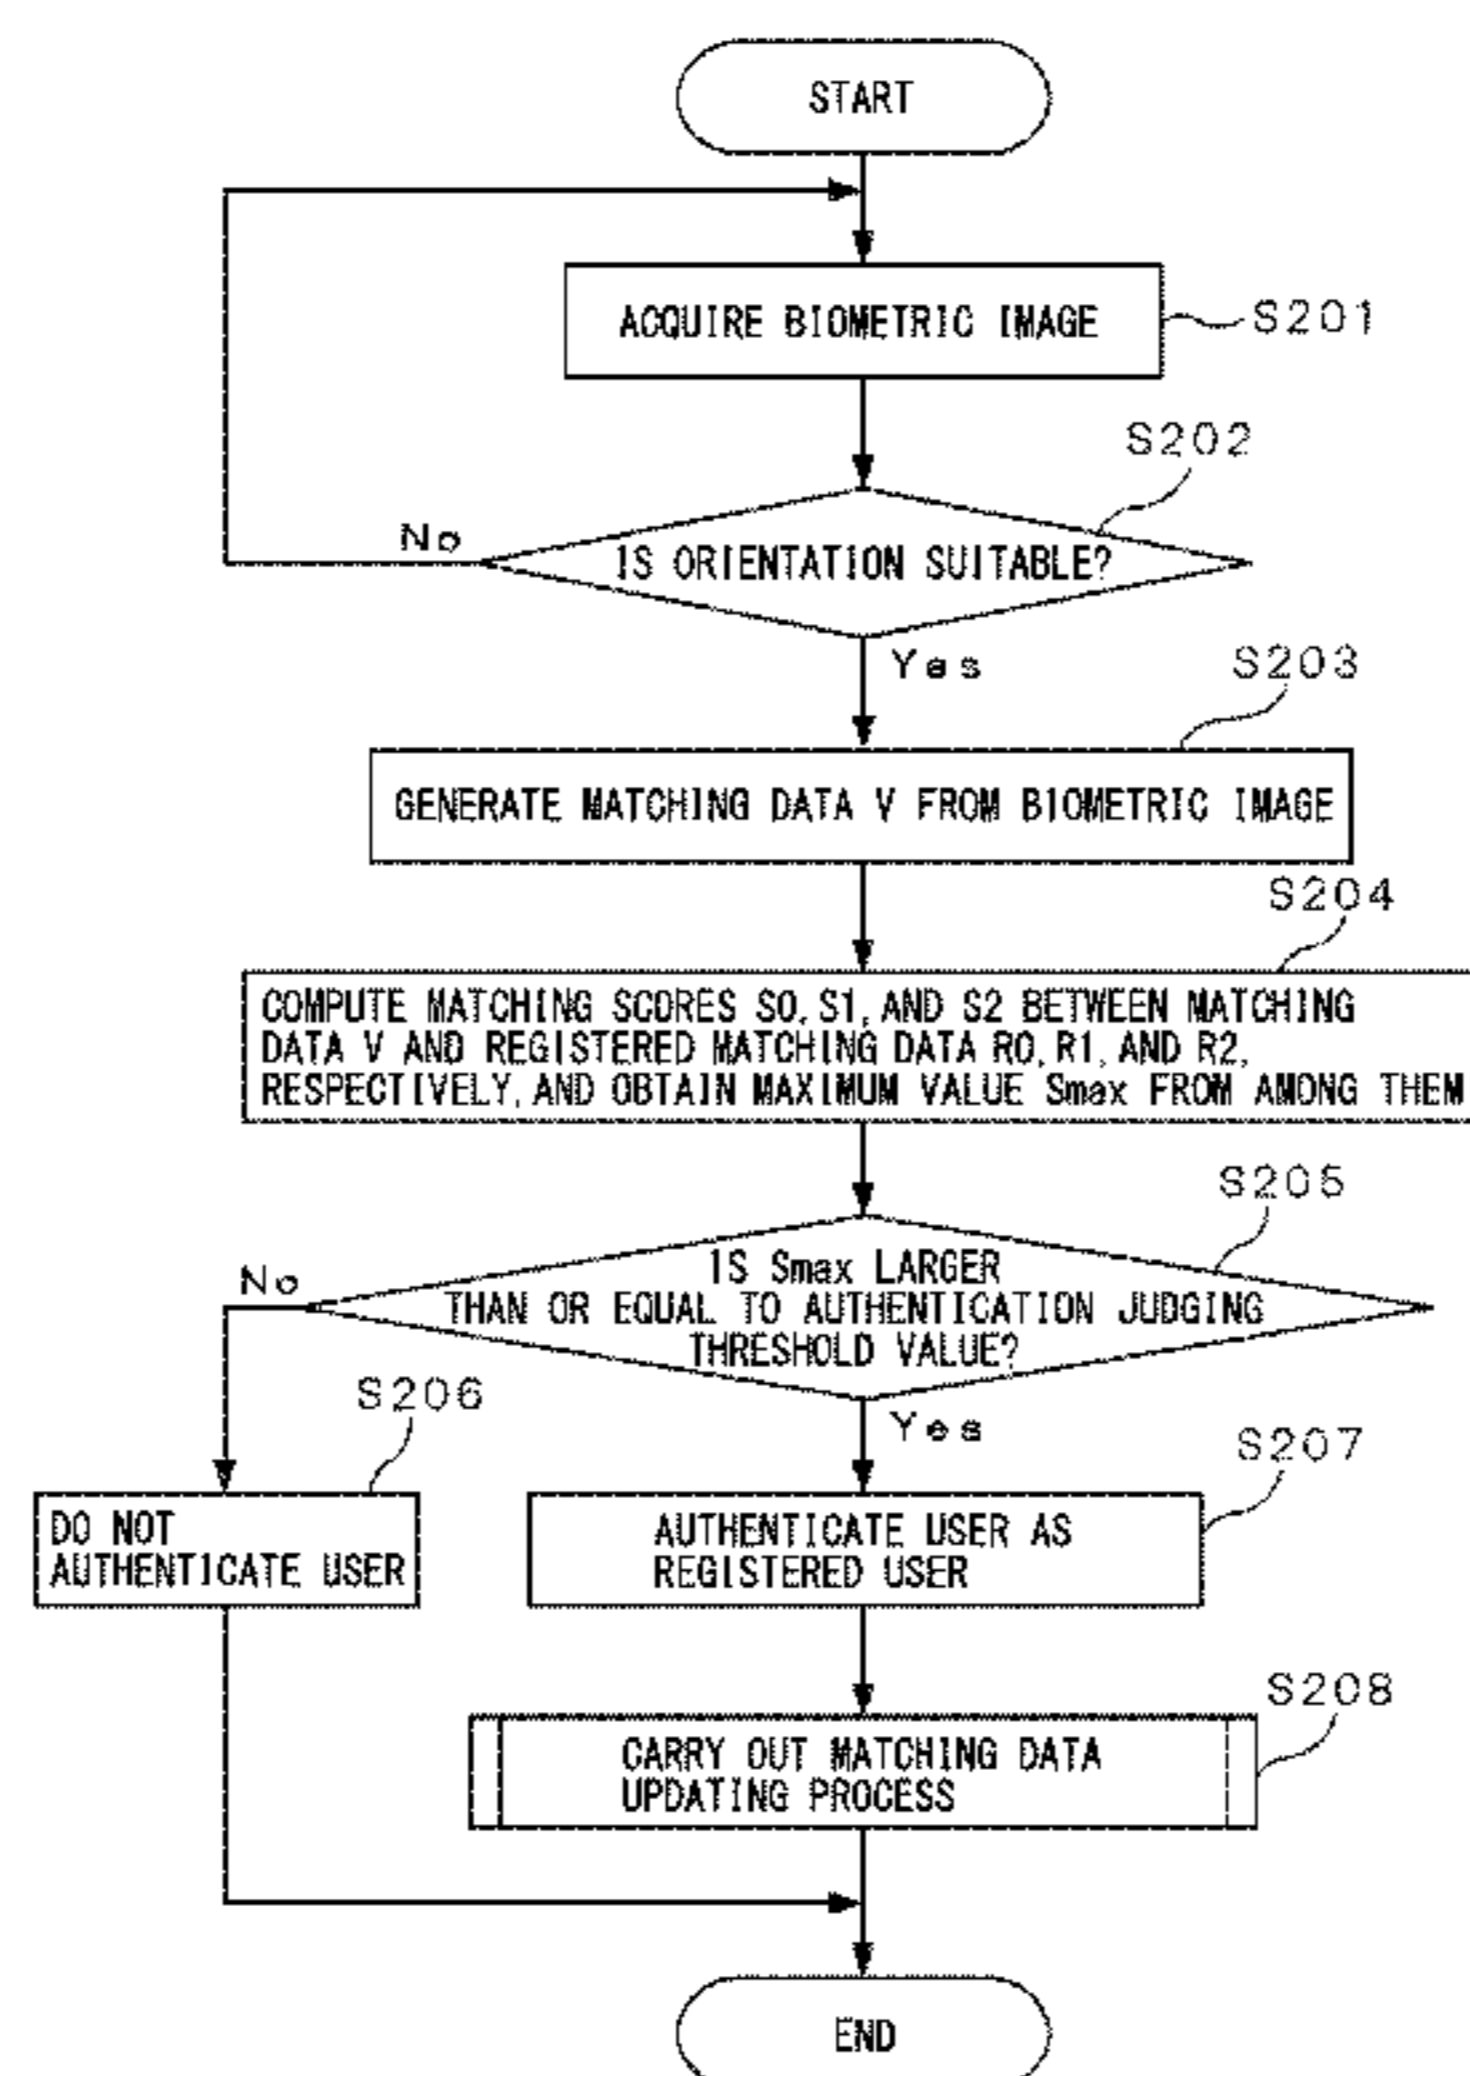 START
ACQUIRE BIOMETRIC IMAGE
S201
S202
No
IS ORIENTATION SUITABLE?
Yes
S203
GENERATE MATCHING DATA V FROM BIOMETRIC IMAGE
S204
COMPUTE MATCHING SCORES S0, S1, AND S2 BETWEEN MATCHING
DATA V AND REGISTERED MATCHING DATA R0, R1, AND R2,
RESPECTIVELY, AND OBTAIN MAXIMUM VALUE Smax FROM AMONG THEM
S205
No
IS Smax LARGER
THAN OR EQUAL TO AUTHENTICATION JUDGING
THRESHOLD VALUE?
S206
Yes
S207
DO NOT
AUTHENTICATE USER
AUTHENTICATE USER AS
REGISTERED USER
S208
CARRY OUT MATCHING DATA
UPDATING PROCESS
END